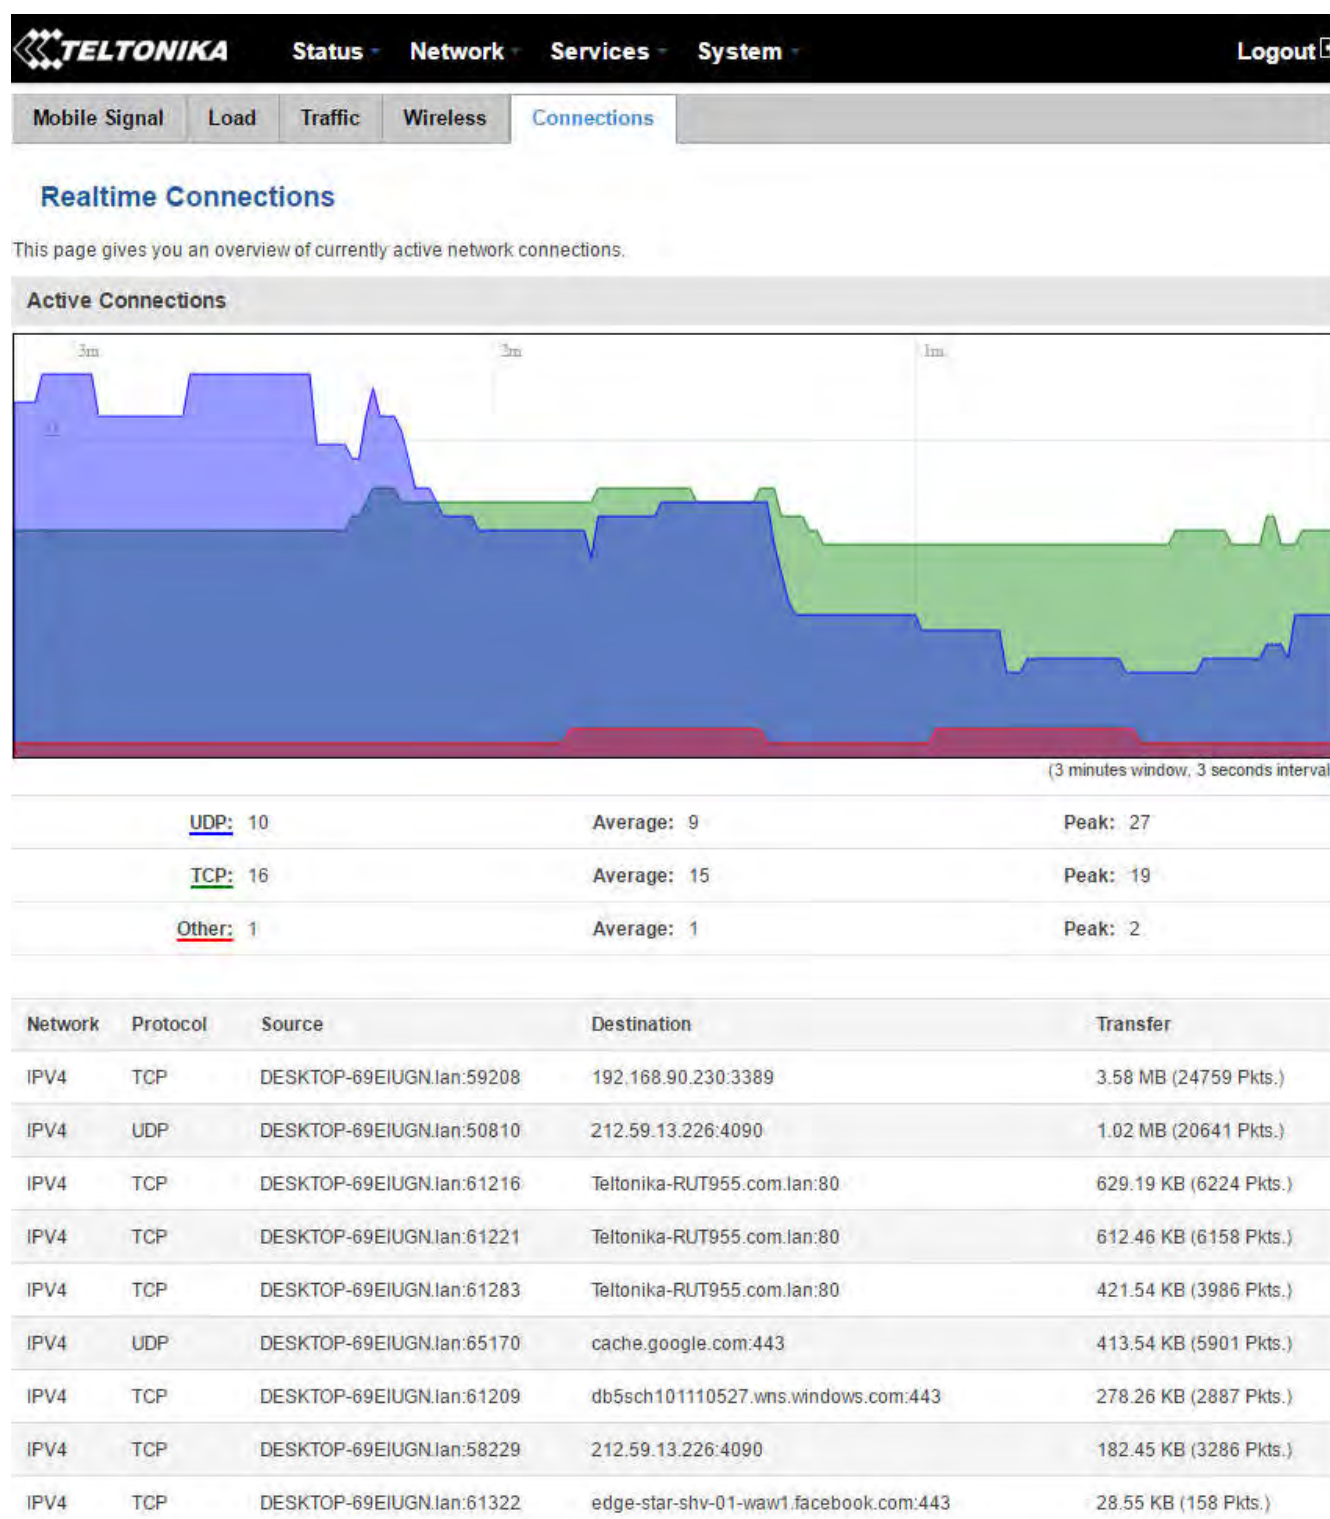 TELTONIKA Status Network Services System Logout
Mobile Signal Load Traffic Wireless Connections
Realtime Connections
This page gives you an overview of currently active network connections.
Active Connections
3m 2m 1m
(3 minutes window, 3 seconds interval
UDP: 10 Average: 9 Peak: 27
TCP: 16 Average: 15 Peak: 19
Other: 1 Average: 1 Peak: 2
Network Protocol Source Destination Transfer
IPV4 TCP DESKTOP-69EIUGN.lan:59208 192.168.90.230:3389 3.58 MB (24759 Pkts.)
IPV4 UDP DESKTOP-69EIUGN.lan:50810 212.59.13.226:4090 1.02 MB (20641 Pkts.)
IPV4 TCP DESKTOP-69EIUGN.lan:61216 Teltonika-RUT955.com.lan:80 629.19 KB (6224 Pkts.)
IPV4 TCP DESKTOP-69EIUGN.lan:61221 Teltonika-RUT955.com.lan:80 612.46 KB (6158 Pkts.)
IPV4 TCP DESKTOP-69EIUGN.lan:61283 Teltonika-RUT955.com.lan:80 421.54 KB (3986 Pkts.)
IPV4 UDP DESKTOP-69EIUGN.lan:65170 cache.google.com:443 413.54 KB (5901 Pkts.)
IPV4 TCP DESKTOP-69EIUGN.lan:61209 db5sch101110527.wns.windows.com:443 278.26 KB (2887 Pkts.)
IPV4 TCP DESKTOP-69EIUGN.lan:58229 212.59.13.226:4090 182.45 KB (3286 Pkts.)
IPV4 TCP DESKTOP-69EIUGN.lan:61322 edge-star-shv-01-waw1.facebook.com:443 28.55 KB (158 Pkts.)